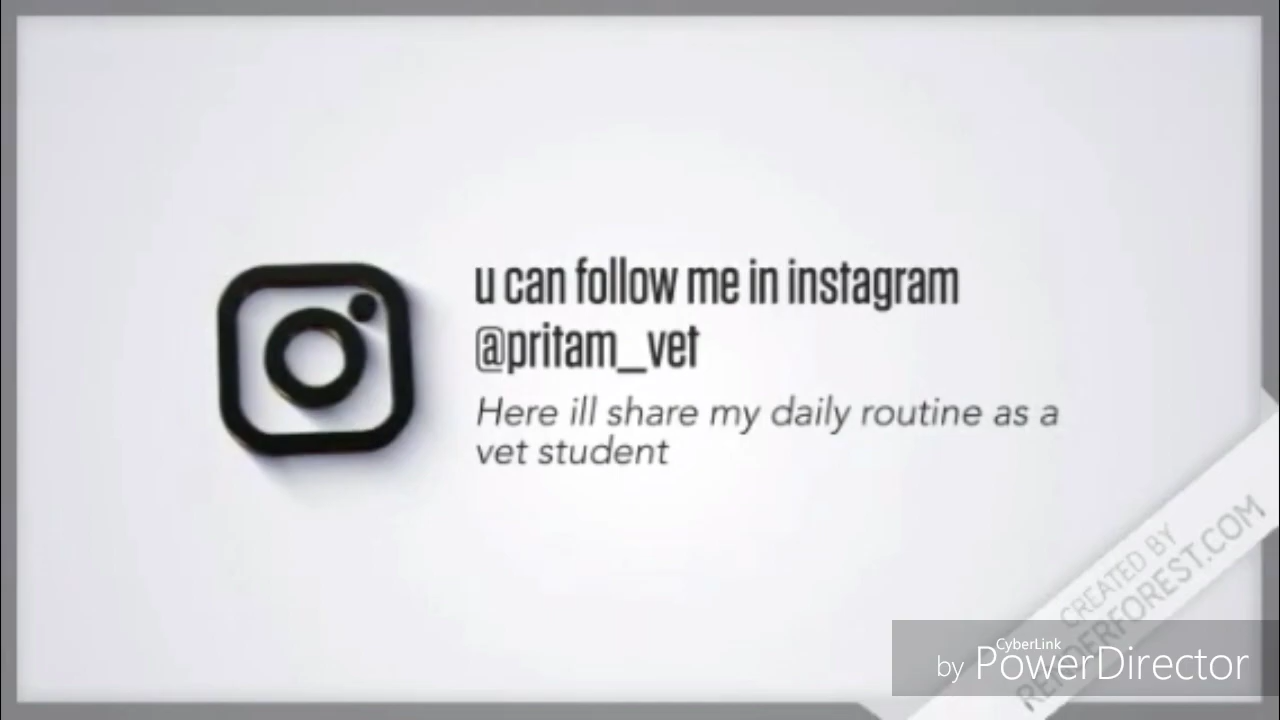 u can follow me in instagram
@pritam_vet
Here ill share my daily routine as a
vet student
CREATED BY
RENDERFOREST.COM
CyberLink
by PowerDirector